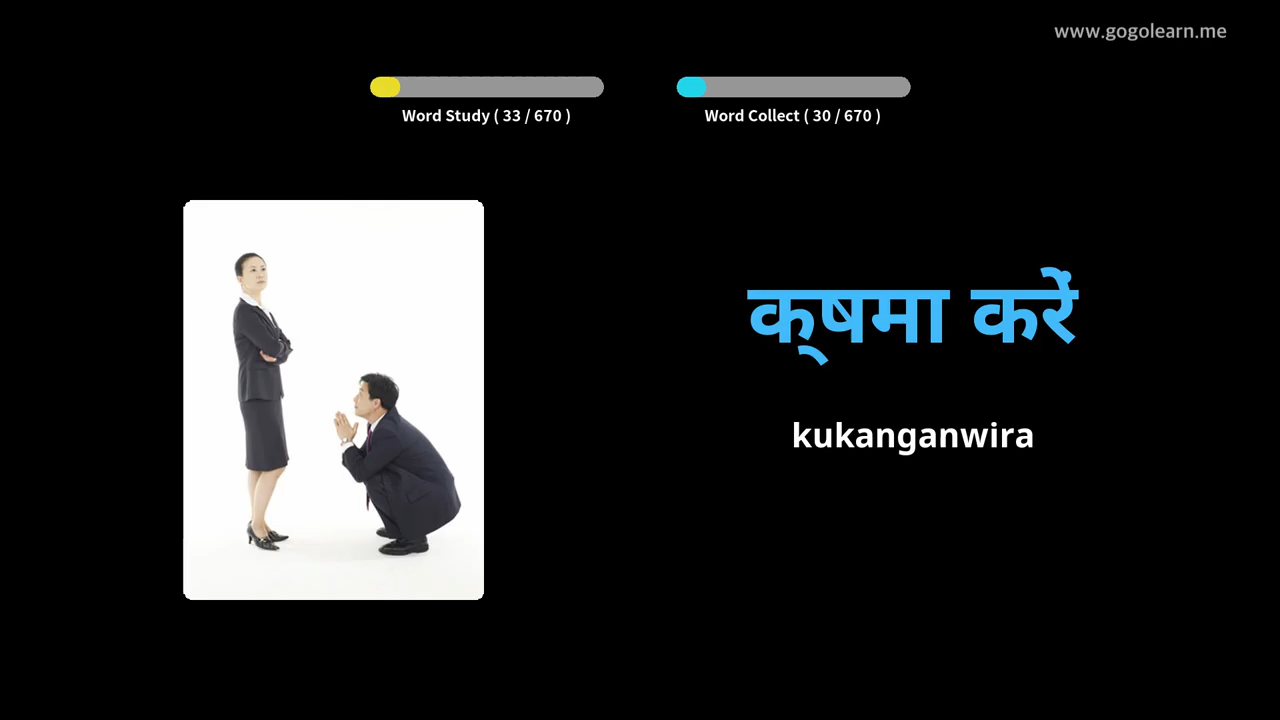 www.gogolearn.me
Word Study ( 33 / 670 )
Word Collect ( 30 / 670 )
क्षमा करें
kukanganwira